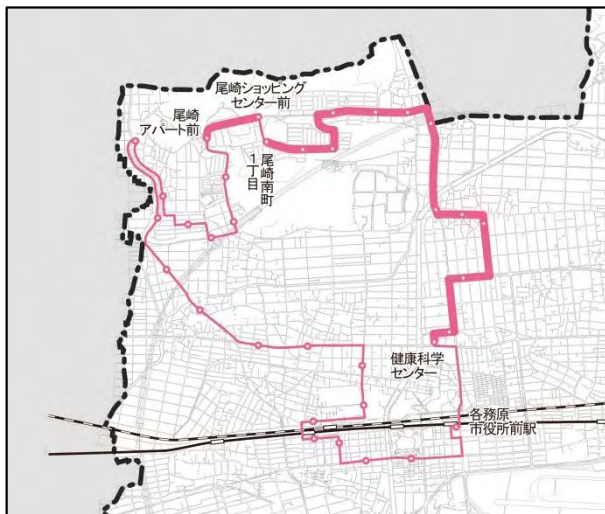 尾崎ショッピング
センター前
尾崎
アパート前
尾崎南町
1丁目
健康科学
センター
各務原
市役所前駅